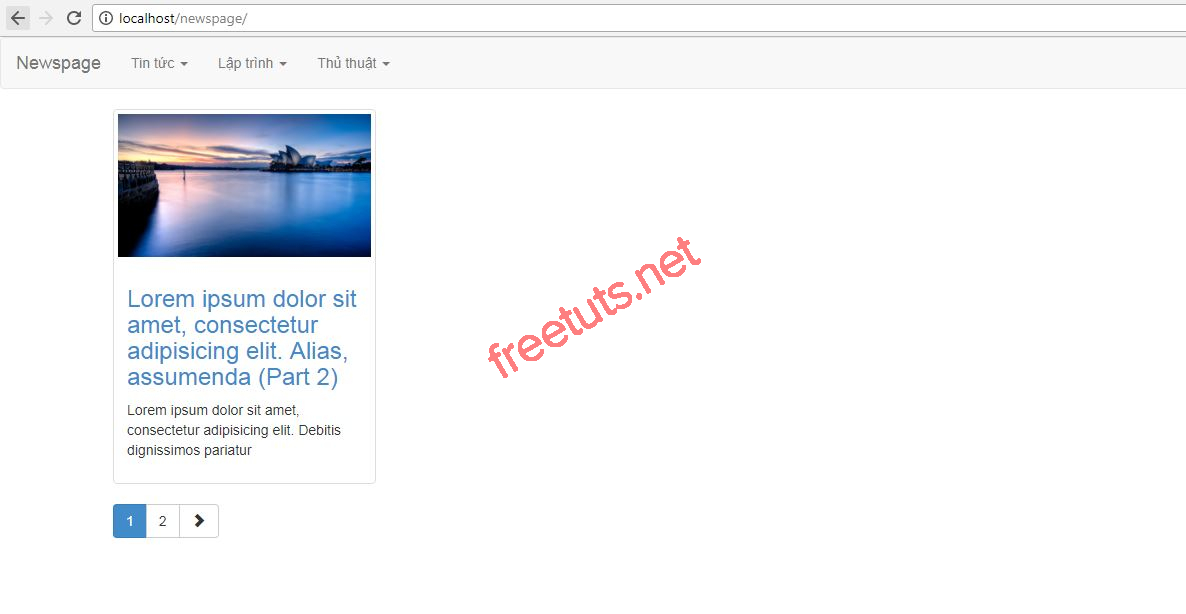 localhost/newspage/
Newspage Tin tức Lập trình Thủ thuật
Lorem ipsum dolor sit
amet, consectetur
adipisicing elit. Alias,
assumenda (Part 2)
Lorem ipsum dolor sit amet,
consectetur adipisicing elit. Debitis
dignissimos pariatur
1 2
freetuts.net